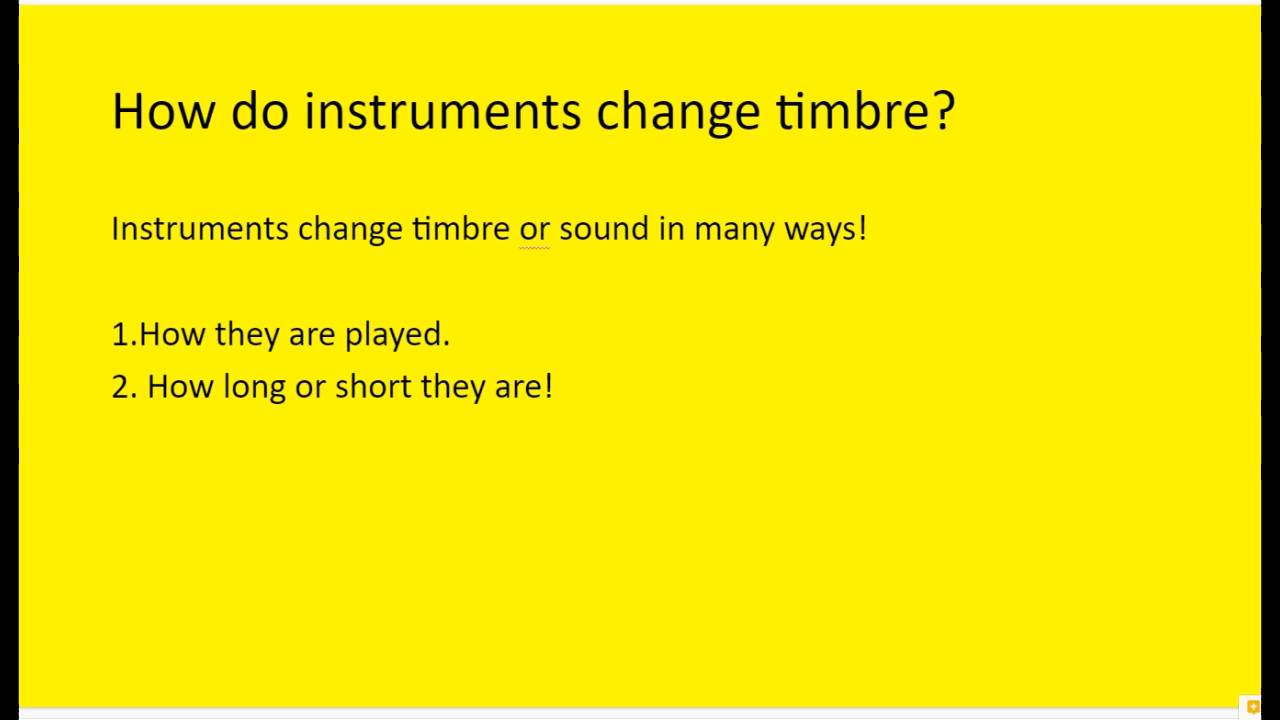 How do instruments change timbre?
Instruments change timbre or sound in many ways!
1.How they are played.
2. How long or short they are!